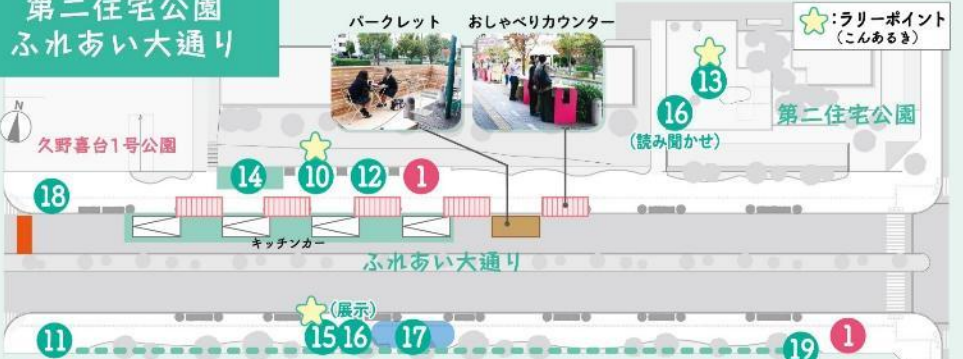 第二住宅公園
ふれあい大通り
パークレット
おしゃべりカウンター
:ラリーポイント
(こんあるき)
N
久野喜台1号公園
13
16
(読み聞かせ)
第二住宅公園
14
10
12
1
18
キッチンカー
ふれあい大通り
(展示)
11
15
16
17
19
1